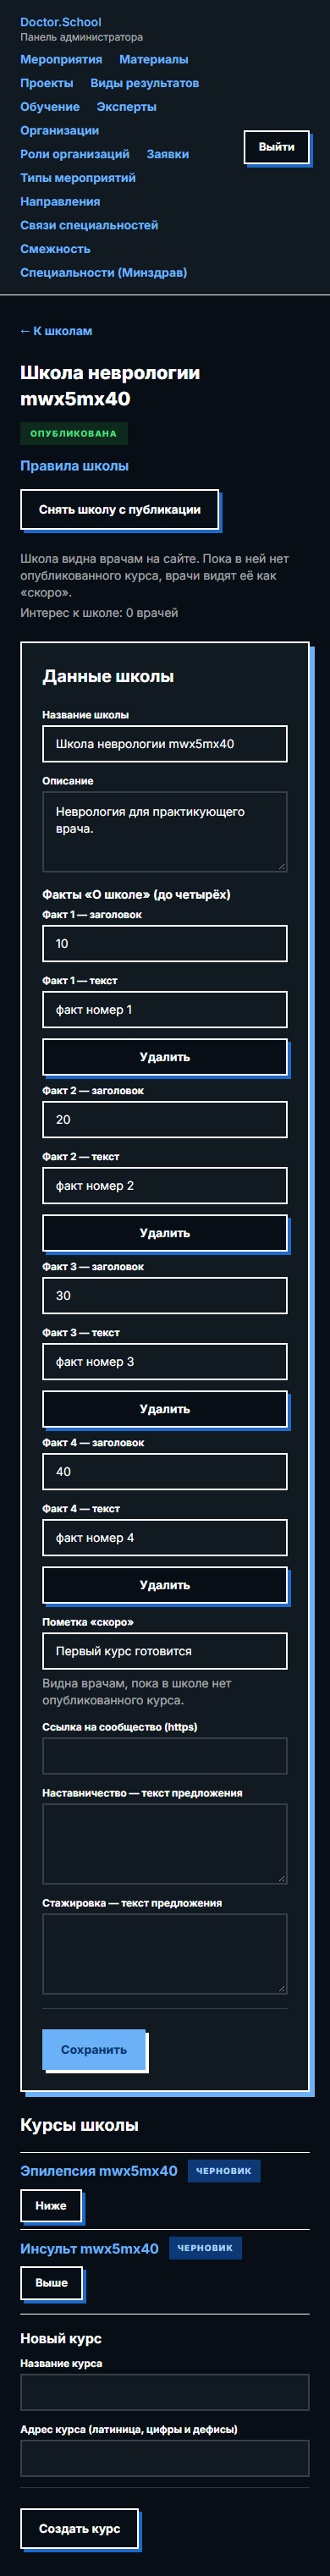 Doctor.School
Панель администратора
Мероприятия Материалы
Проекты Виды результатов
Обучение Эксперты
Организации
Роли организаций Заявки
Типы мероприятий
Направления
Связи специальностей
Смежность
Специальности (Минздрав)
Выйти
← К школам
Школа неврологии
mwx5mx40
ОПУБЛИКОВАНА
Правила школы
Снять школу с публикации
Школа видна врачам на сайте. Пока в ней нет
опубликованного курса, врачи видят её как
«скоро».
Интерес к школе: 0 врачей
Данные школы
Название школы
Школа неврологии mwx5mx40
Описание
Неврология для практикующего
врача.
Факты «О школе» (до четырёх)
Факт 1 — заголовок
10
Факт 1 — текст
факт номер 1
Удалить
Факт 2 — заголовок
20
Факт 2 — текст
факт номер 2
Удалить
Факт 3 — заголовок
30
Факт 3 — текст
факт номер 3
Удалить
Факт 4 — заголовок
40
Факт 4 — текст
факт номер 4
Удалить
Пометка «скоро»
Первый курс готовится
Видна врачам, пока в школе нет
опубликованного курса.
Ссылка на сообщество (https)
Наставничество — текст предложения
Стажировка — текст предложения
Сохранить
Курсы школы
Эпилепсия mwx5mx40 ЧЕРНОВИК
Ниже
Инсульт mwx5mx40 ЧЕРНОВИК
Выше
Новый курс
Название курса
Адрес курса (латиница, цифры и дефисы)
Создать курс